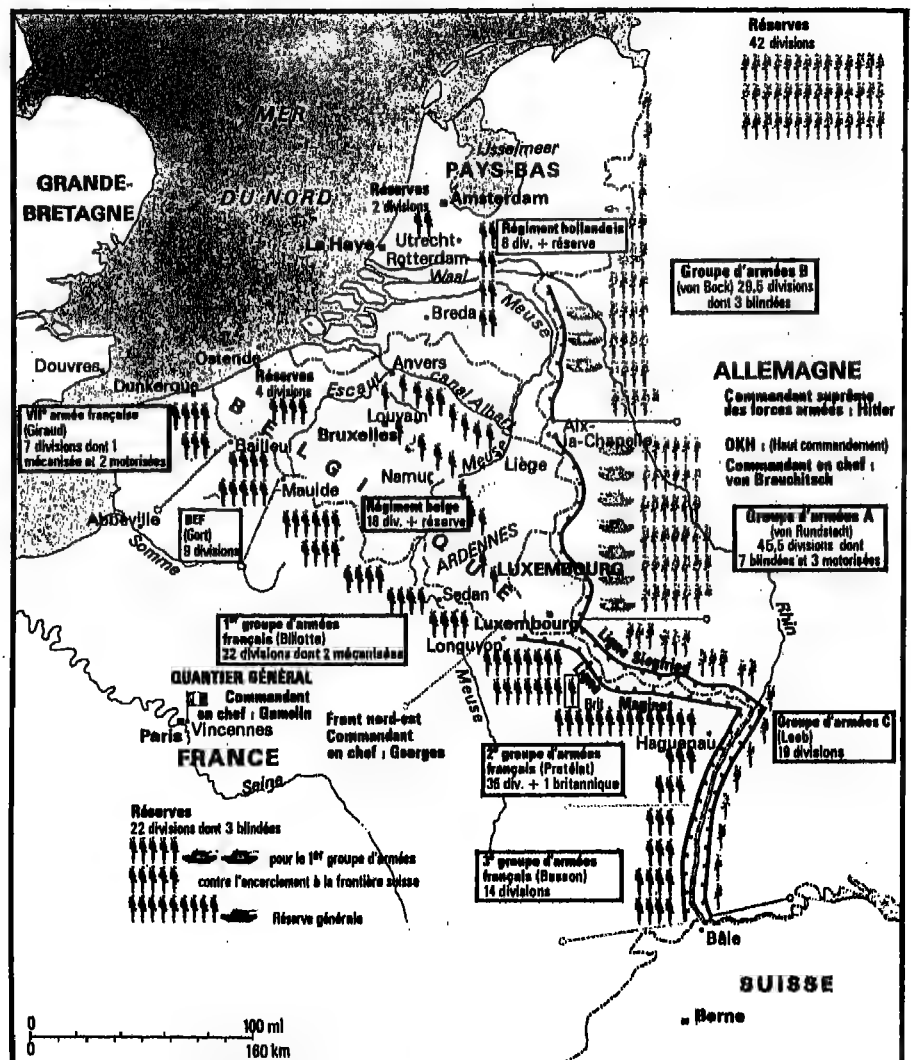 Réserves
42 divisions
MER
DU NORD
GRANDE-
BRETAGNE
IJsselmeer
PAYS-BAS
Réserves
2 divisions
Amsterdam
La Haye
Utrecht
Rotterdam
Régiment hollandais
8 div. + réserve
Waal
Groupe d'armées B
(von Bock) 29,5 divisions
dont 3 blindées
Breda
Meuse
Douvres
Ostende
Dunkerque
Anvers
Réserves
4 divisions
Escaut
Canal Albert
ALLEMAGNE
Commandant suprême
des forces armées : Hitler
OKH : (Haut commandement)
Commandant en chef :
von Brauchitsch
VIIe armée française
(Giraud)
7 divisions dont 1
mécanisée et 2 motorisées
BELGIQUE
Bailleul
Louvain
Bruxelles
Aix-
la-Chapelle
Meuse
Liège
Namur
Maulde
Abbeville
Somme
BEF
(Gort)
9 divisions
Régiment belge
18 div. + réserve
Groupe d'armées A
(von Rundstedt)
45,5 divisions dont
7 blindées et 3 motorisées
ARDENNES
LUXEMBOURG
Sedan
Rhin
1er groupe d'armées
français (Billotte)
22 divisions dont 2 mécanisées
Luxembourg
Longuyon
Ligne Siegfried
QUARTIER GÉNÉRAL
Commandant
en chef : Gamelin
Paris
Vincennes
FRANCE
Seine
Meuse
Front nord-est
Commandant
en chef : Georges
Ligne
Brit
Maginot
Haguenau
Groupe d'armées C
(Leeb)
19 divisions
2e groupe d'armées
français (Prételat)
35 div. + 1 britannique
Réserves
22 divisions dont 3 blindées
pour le 1er groupe d'armées
contre l'encerclement à la frontière suisse
Réserve générale
3e groupe d'armées
français (Besson)
14 divisions
Bâle
SUISSE
Berne
0 100 ml
0 160 km